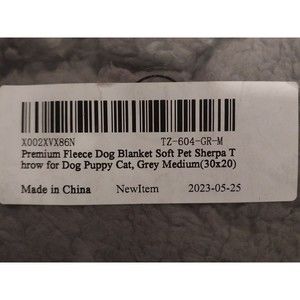 X002XVX86N TZ-604-GR-M
Premium Fleece Dog Blanket Soft Pet Sherpa T
hrow for Dog Puppy Cat, Grey Medium(30x20)
Made in China NewItem 2023-05-25